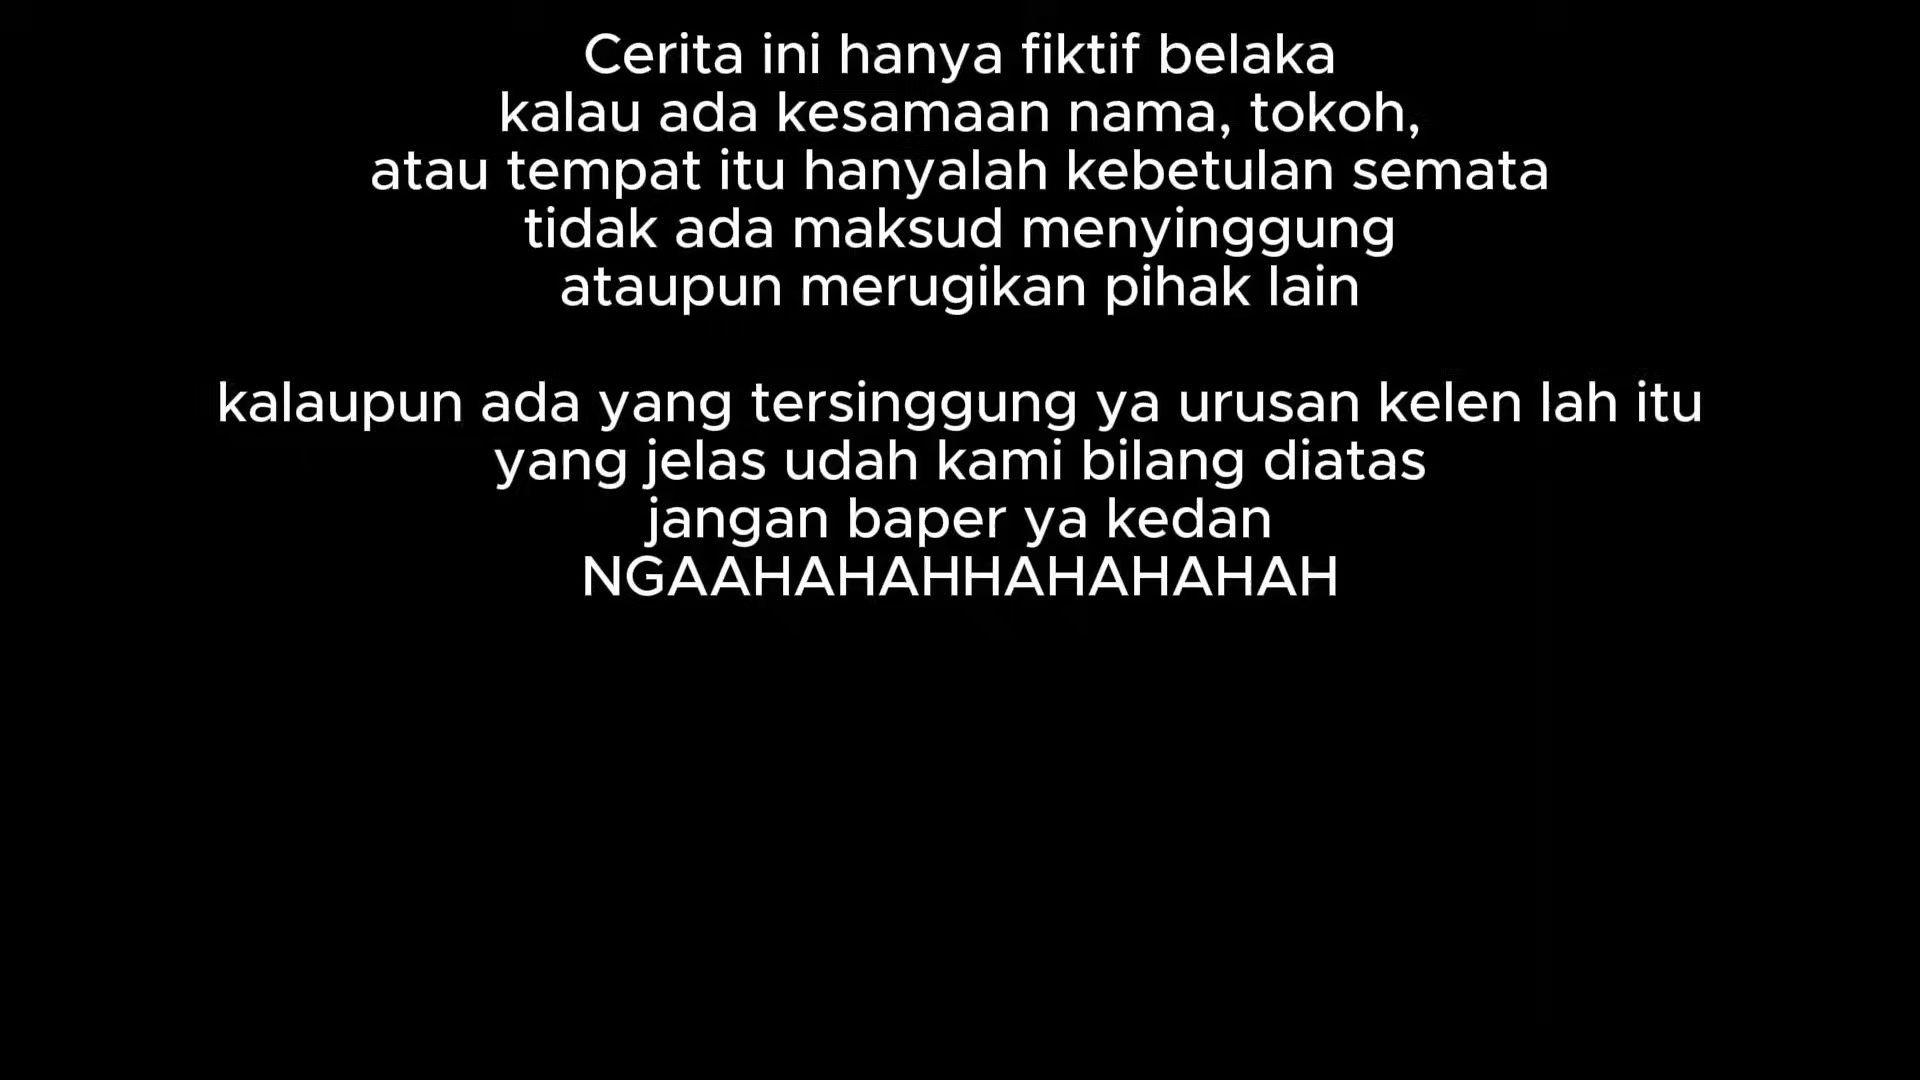 Cerita ini hanya fiktif belaka
kalau ada kesamaan nama, tokoh,
atau tempat itu hanyalah kebetulan semata
tidak ada maksud menyinggung
ataupun merugikan pihak lain
kalaupun ada yang tersinggung ya urusan kelen lah itu
yang jelas udah kami bilang diatas
jangan baper ya kedan
NGAAHAHAHHAHAHAHAH